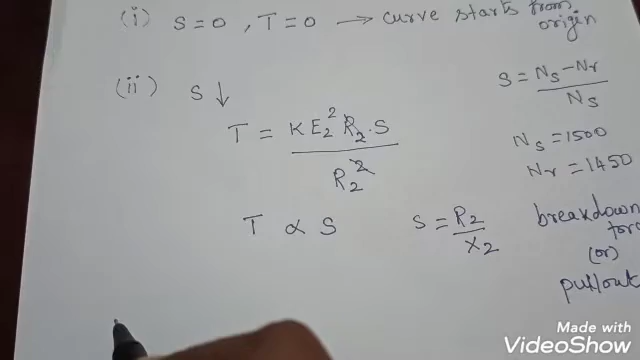 (i) S = 0 , T = 0 → curve starts from origin
(ii) S ↓
T = K E₂² R₂ . S / R₂²
S = Ns - Nr / Ns
Ns = 1500
Nr = 1450
T ∝ S
S = R₂ / X₂
breakdown
(or)
pullout
Made with
VideoShow